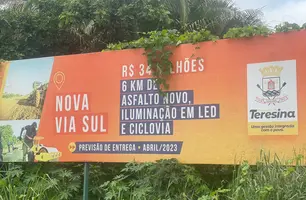 NOVA
VIA SUL
R$ 34 MILHÕES
6 KM DE
ASFALTO NOVO,
ILUMINAÇÃO EM LED
E CICLOVIA
PREVISÃO DE ENTREGA • ABRIL/2023
Teresina